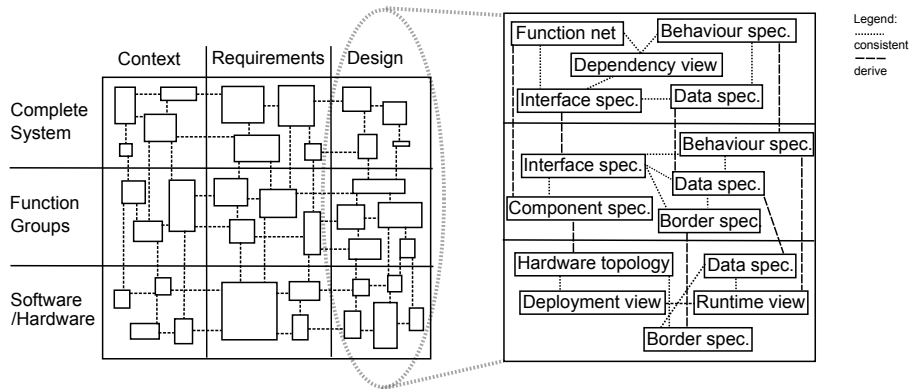 Context
Requirements
Design
Complete
System
Function
Groups
Software
/Hardware
Function net
Behaviour spec.
Dependency view
Interface spec.
Data spec.
Behaviour spec.
Interface spec.
Data spec.
Component spec.
Border spec.
Hardware topology
Data spec.
Deployment view
Runtime view
Border spec.
Legend:
consistent
derive